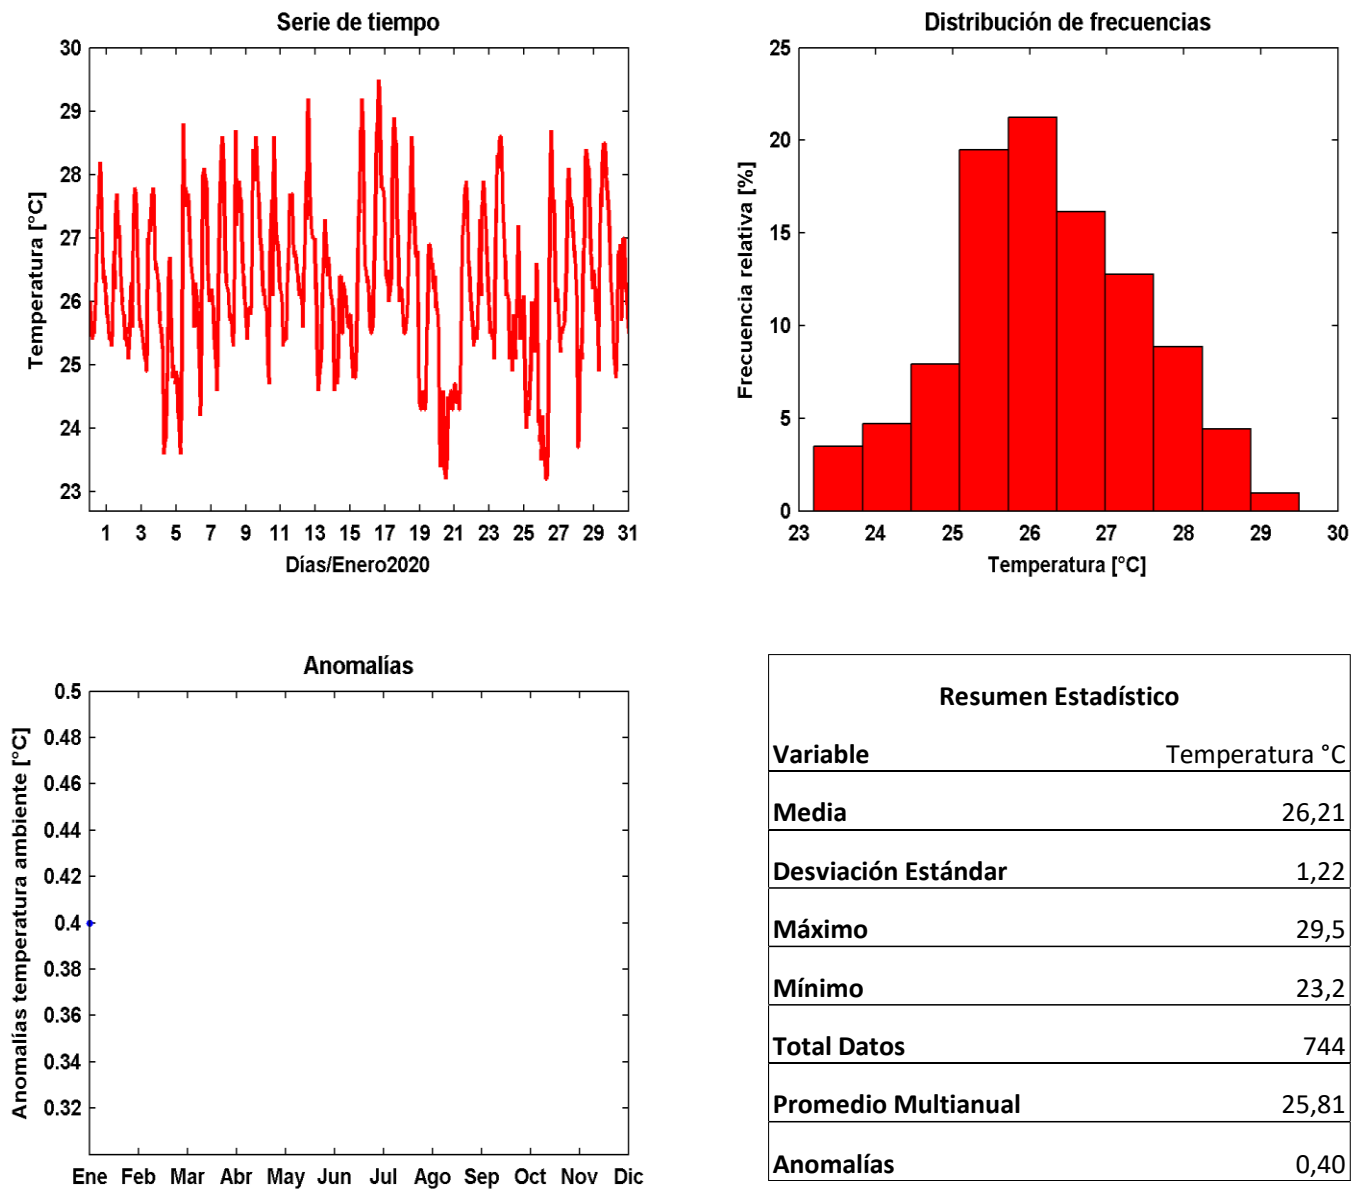 Serie de tiempo
30
29
28
27
26
25
24
23
Temperatura [°C]
1 3 5 7 9 11 13 15 17 19 21 23 25 27 29 31
Días/Enero2020
Distribución de frecuencias
25
20
15
10
5
0
Frecuencia relativa [%]
23 24 25 26 27 28 29 30
Temperatura [°C]
Anomalías
0.5
0.48
0.46
0.44
0.42
0.4
0.38
0.36
0.34
0.32
Anomalías temperatura ambiente [°C]
Ene Feb Mar Abr May Jun Jul Ago Sep Oct Nov Dic
Resumen Estadístico
Variable Temperatura °C
Media 26,21
Desviación Estándar 1,22
Máximo 29,5
Mínimo 23,2
Total Datos 744
Promedio Multianual 25,81
Anomalías 0,40